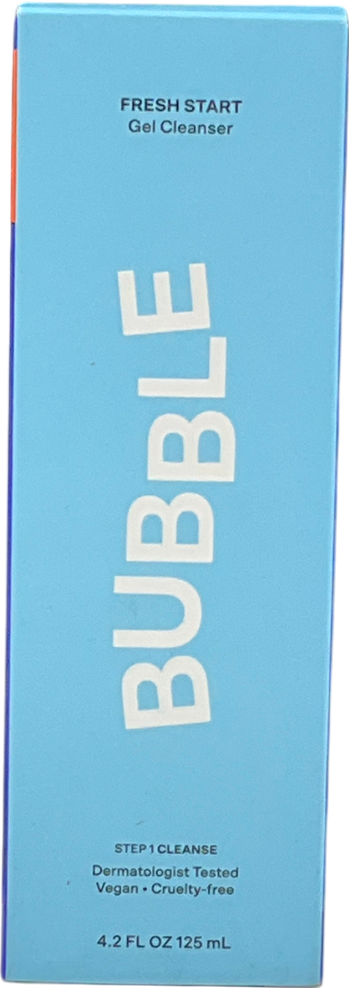 FRESH START
Gel Cleanser
BUBBLE
STEP 1 CLEANSE
Dermatologist Tested
Vegan • Cruelty-free
4.2 FL OZ 125 mL